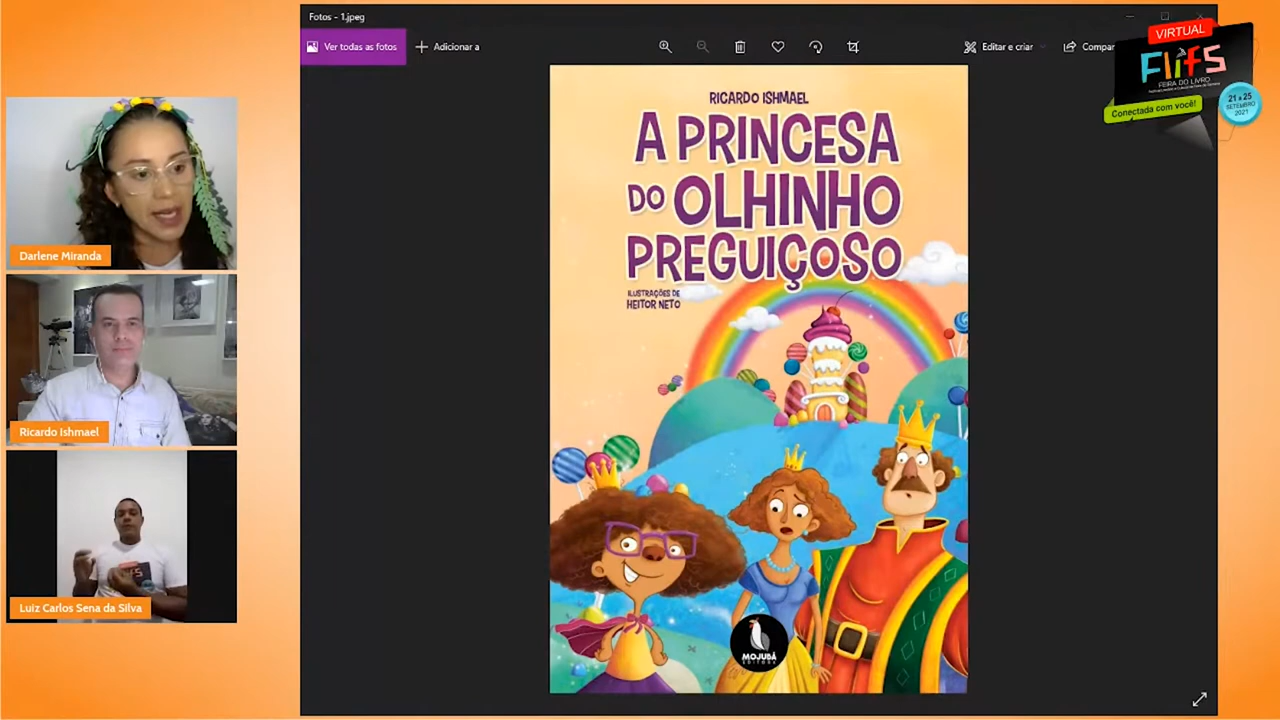 Fotos - 1.jpeg
Ver todas as fotos
Adicionar a
Editar e criar
Compar
VIRTUAL
FLIFS
FEIRA DO LIVRO
Conectada com você!
21 a 25
SETEMBRO
2021
Darlene Miranda
Ricardo Ishmael
Luiz Carlos Sena da Silva
RICARDO ISHMAEL
A PRINCESA
DO OLHINHO
PREGUIÇOSO
ILUSTRAÇÕES DE
HEITOR NETO
MOJUBÁ
EDITORA